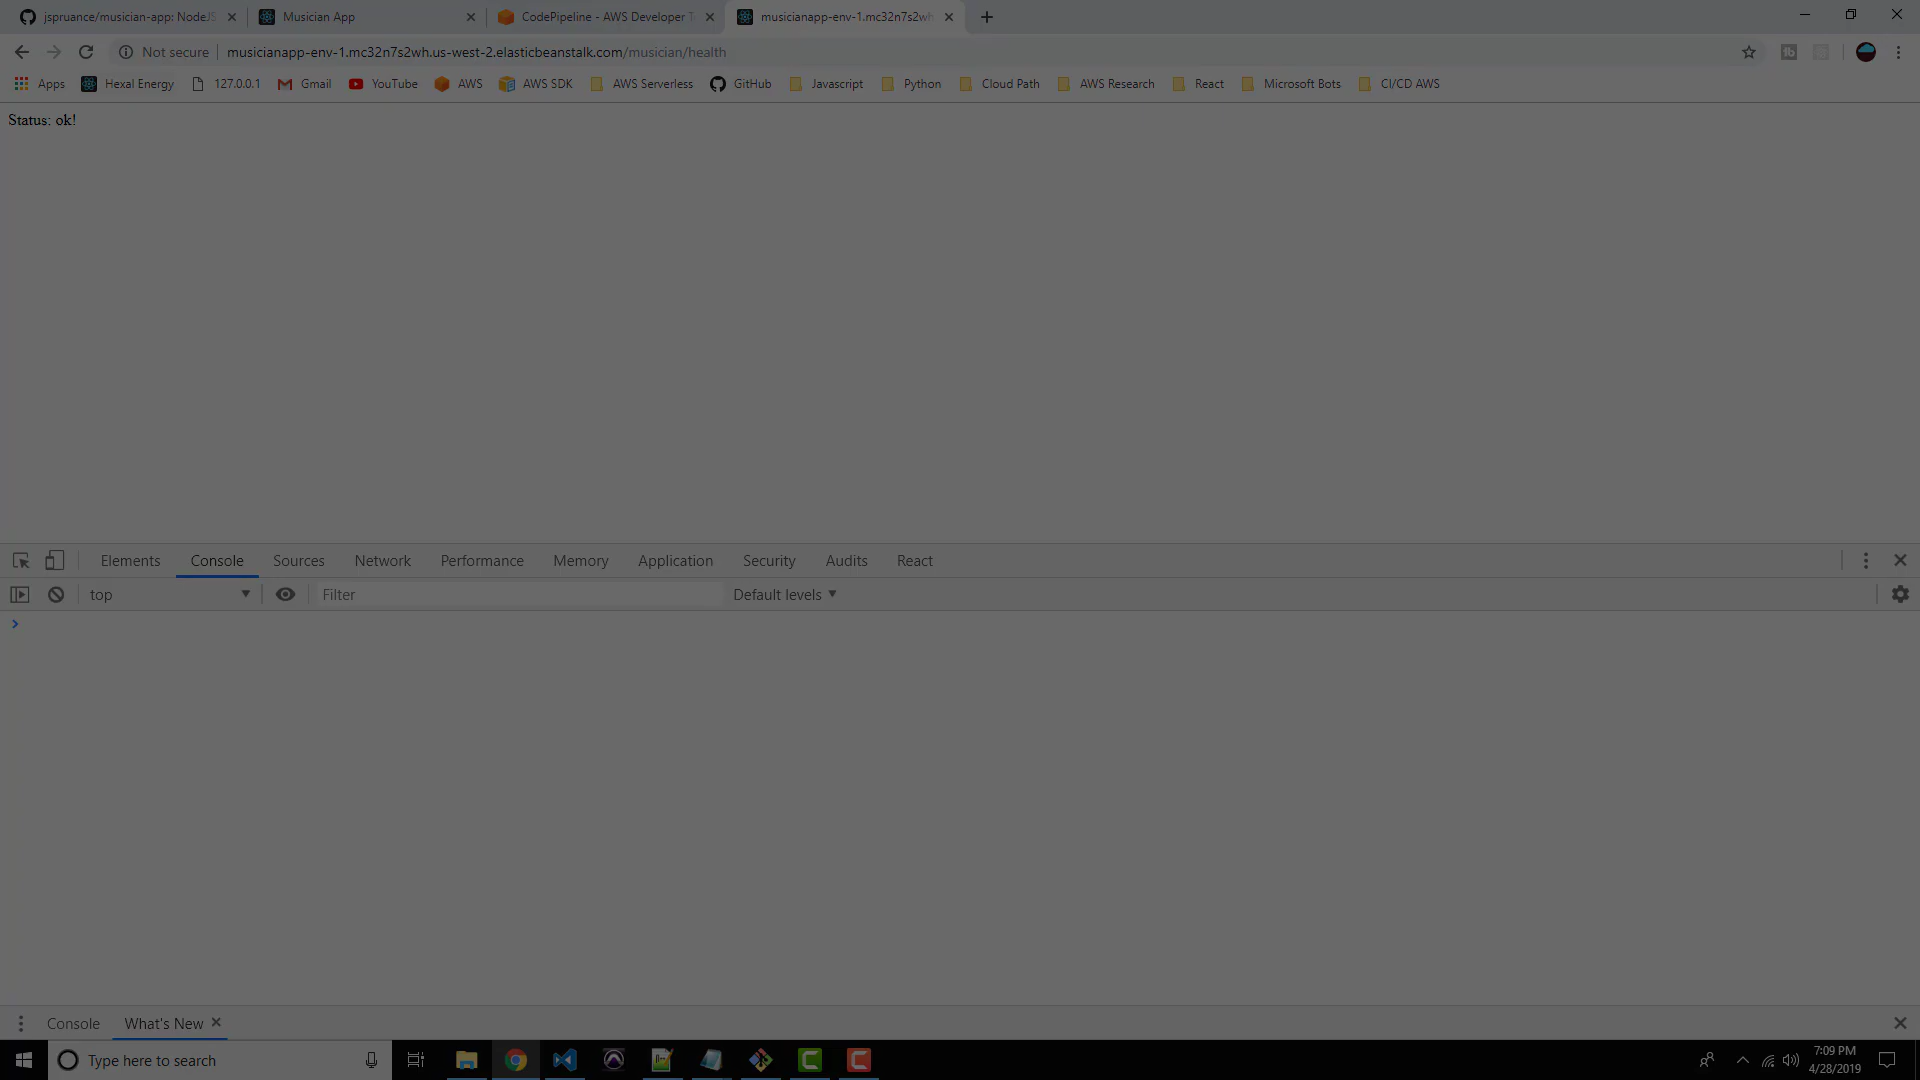 jspruance/musician-app: NodeJS
Musician App
CodePipeline - AWS Developer T
musicianapp-env-1.mc32n7s2wh
Not secure
musicianapp-env-1.mc32n7s2wh.us-west-2.elasticbeanstalk.com/musician/health
Apps
Hexal Energy
127.0.0.1
Gmail
YouTube
AWS
AWS SDK
AWS Serverless
GitHub
Javascript
Python
Cloud Path
AWS Research
React
Microsoft Bots
CI/CD AWS
Status: ok!
Elements
Console
Sources
Network
Performance
Memory
Application
Security
Audits
React
top
Filter
Default levels
Console
What's New
Type here to search
7:09 PM
4/28/2019